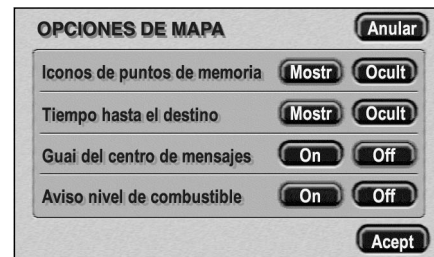 OPCIONES DE MAPA Anular
Iconos de puntos de memoria Mostr Ocult
Tiempo hasta el destino Mostr Ocult
Guai del centro de mensajes On Off
Aviso nivel de combustible On Off
Acept